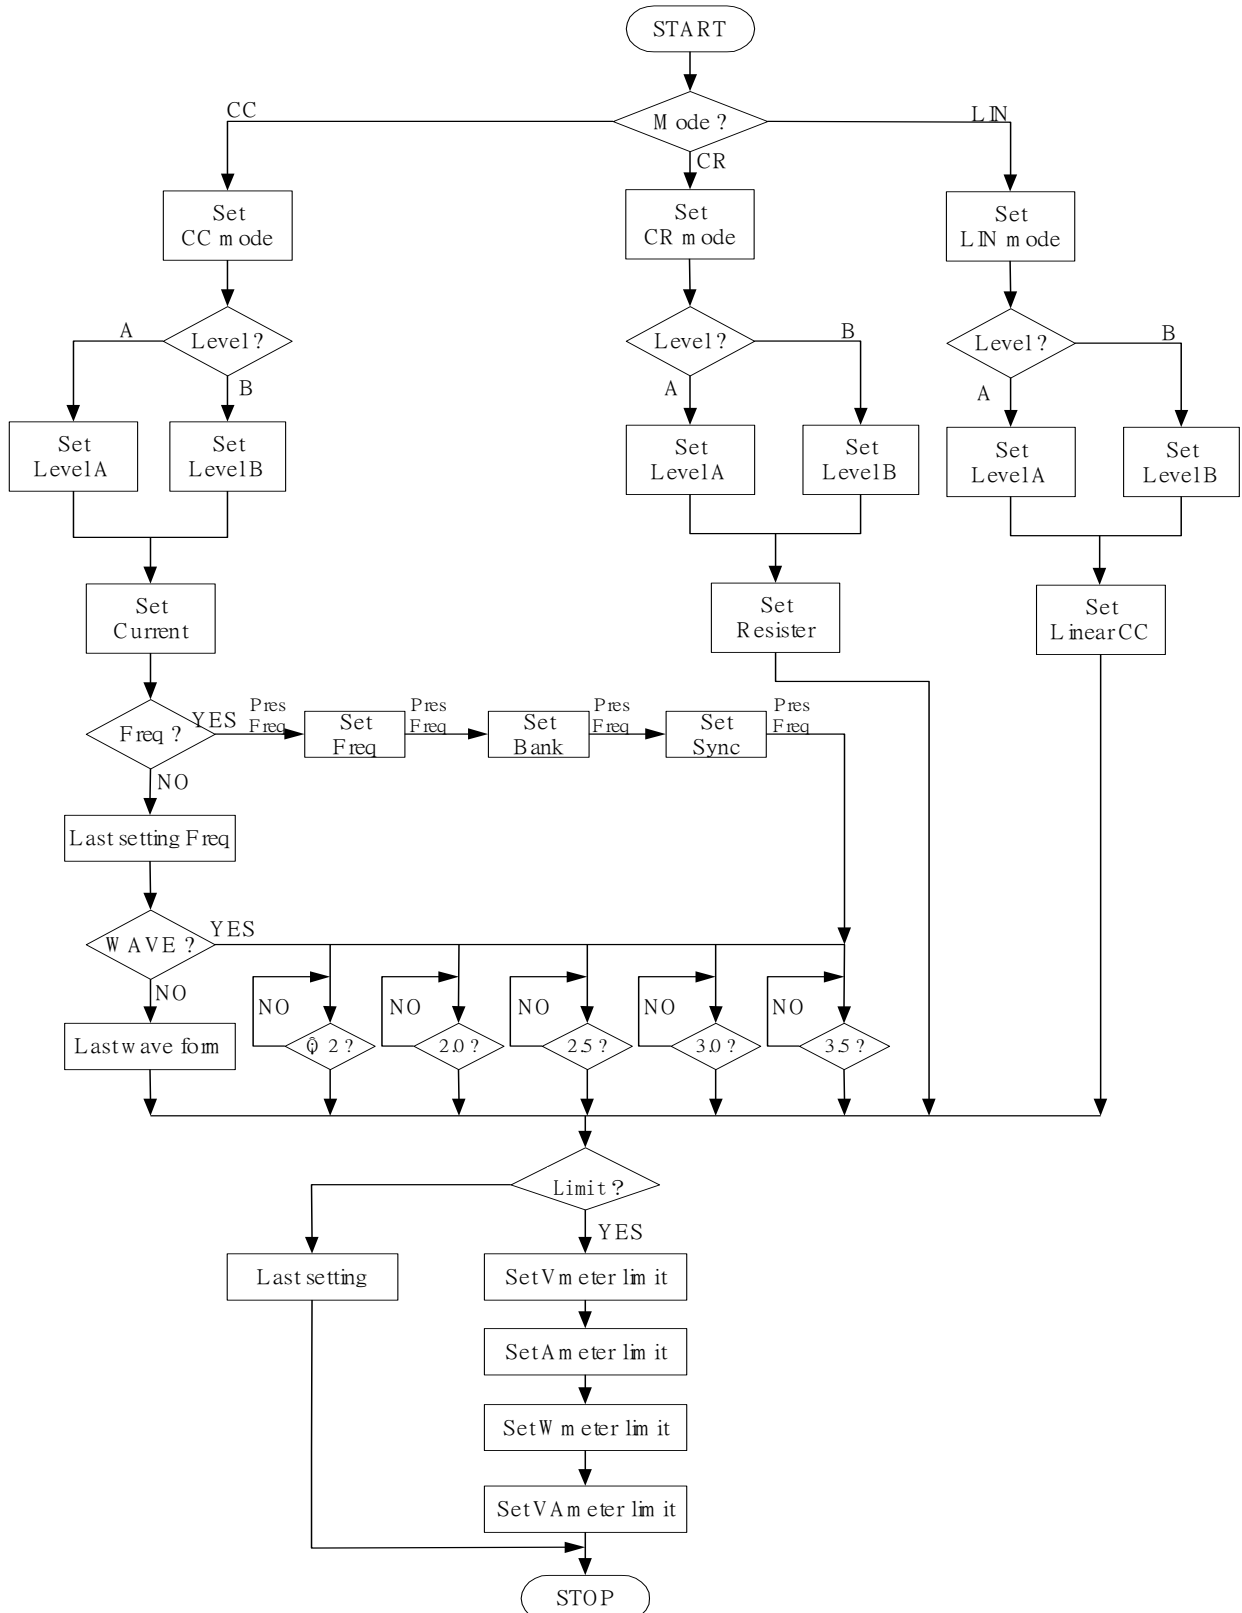 START
Mode?
CC
CR
LIN
Set
CC mode
Set
CR mode
Set
LIN mode
Level?
A
B
Level?
A
B
Level?
A
B
Set
Level A
Set
Level B
Set
Level A
Set
Level B
Set
Level A
Set
Level B
Set
Current
Set
Resister
Set
Linear CC
Freq?
YES
Pres
Freq
Set
Freq
Pres
Freq
Set
Bank
Pres
Freq
Set
Sync
Pres
Freq
NO
Last setting Freq
WAVE?
YES
NO
NO
NO
NO
NO
NO
Last wave form
2.0?
2.5?
3.0?
3.5?
Limit?
YES
Last setting
Set V meter limit
Set A meter limit
Set W meter limit
Set VA meter limit
STOP